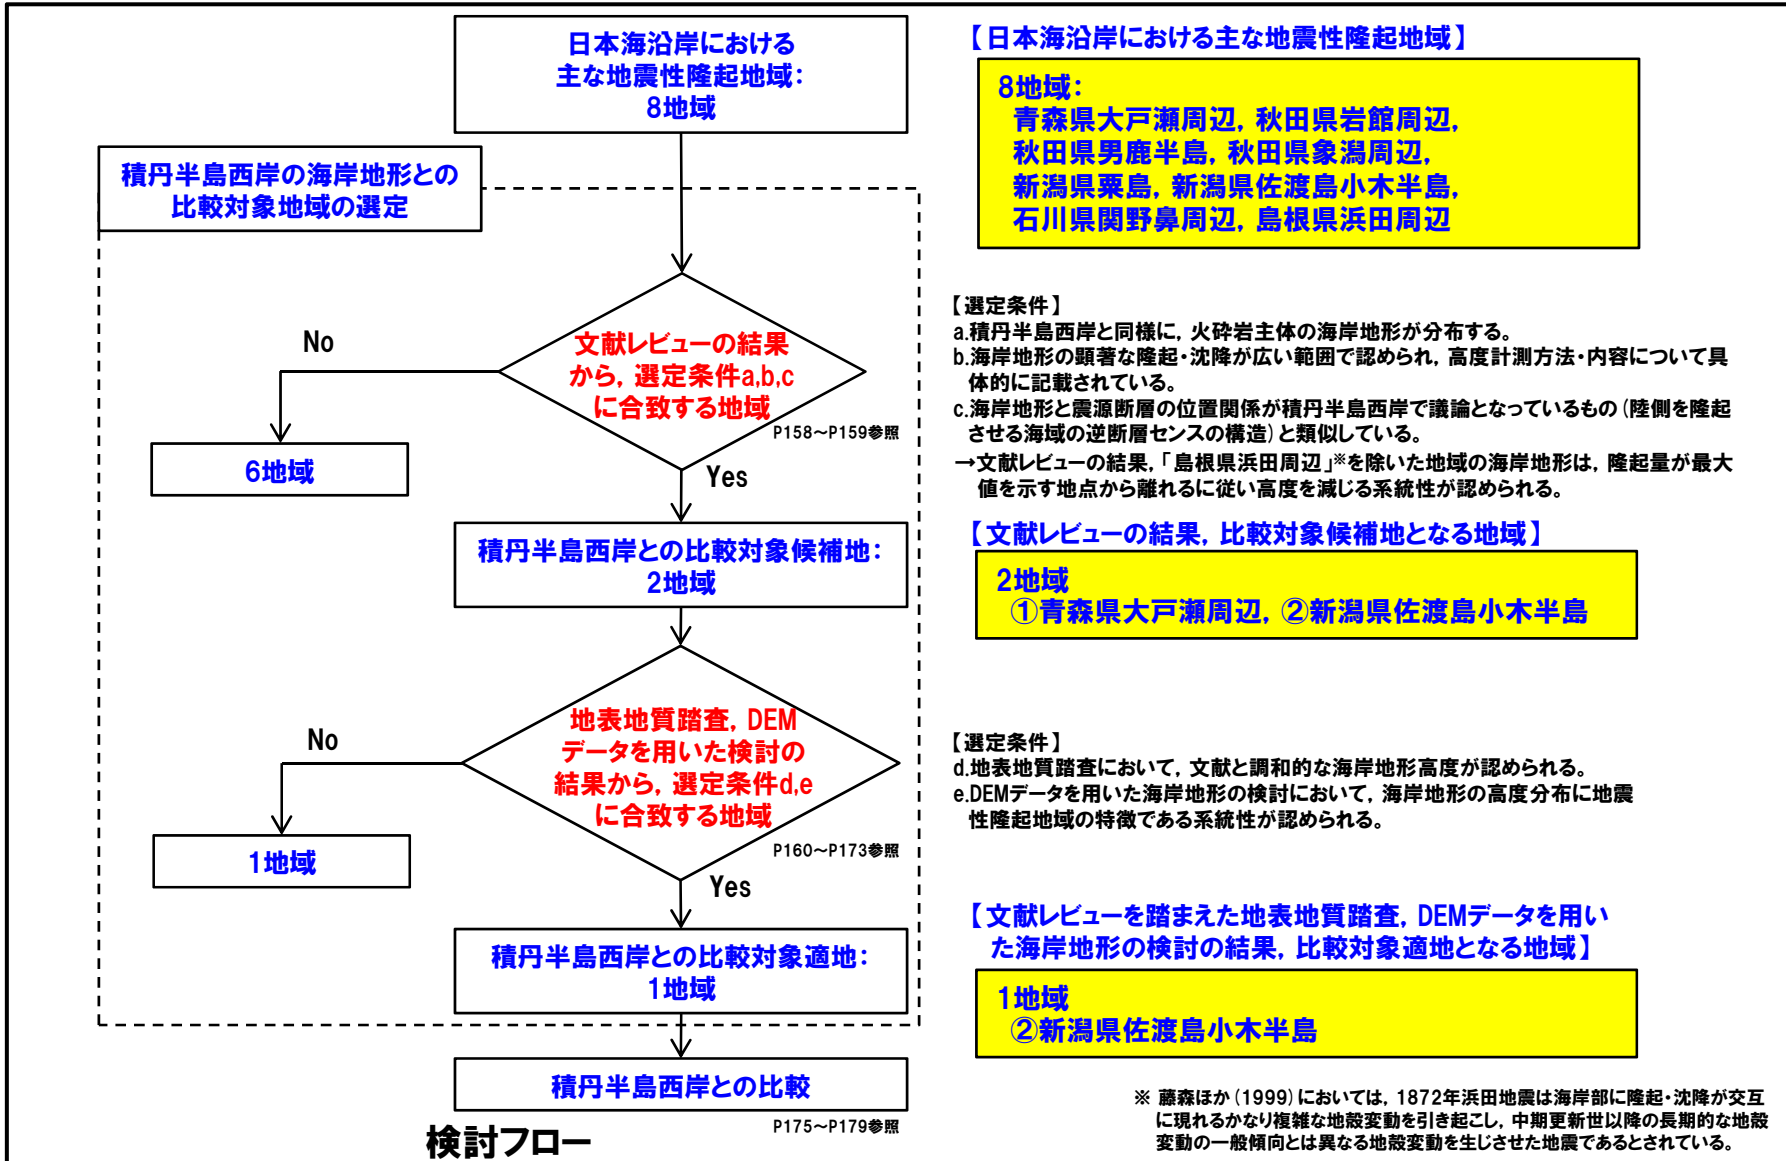 日本海沿岸における
主な地震性隆起地域：
8地域
積丹半島西岸の海岸地形との
比較対象地域の選定
No
文献レビューの結果
から，選定条件a,b,c
に合致する地域
P158～P159参照
6地域
Yes
積丹半島西岸との比較対象候補地：
2地域
No
地表地質踏査，DEM
データを用いた検討の
結果から，選定条件d,e
に合致する地域
P160～P173参照
1地域
Yes
積丹半島西岸との比較対象適地：
1地域
積丹半島西岸との比較
P175～P179参照
検討フロー
【日本海沿岸における主な地震性隆起地域】
8地域：
青森県大戸瀬周辺，秋田県岩館周辺，
秋田県男鹿半島，秋田県象潟周辺，
新潟県粟島，新潟県佐渡島小木半島，
石川県関野鼻周辺，島根県浜田周辺
【選定条件】
a.積丹半島西岸と同様に，火砕岩主体の海岸地形が分布する。
b.海岸地形の顕著な隆起・沈降が広い範囲で認められ，高度計測方法・内容について具
体的に記載されている。
c.海岸地形と震源断層の位置関係が積丹半島西岸で議論となっているもの（陸側を隆起
させる海域の逆断層センスの構造）と類似している。
→文献レビューの結果，「島根県浜田周辺」※を除いた地域の海岸地形は，隆起量が最大
値を示す地点から離れるに従い高度を減じる系統性が認められる。
【文献レビューの結果，比較対象候補地となる地域】
2地域
①青森県大戸瀬周辺，②新潟県佐渡島小木半島
【選定条件】
d.地表地質踏査において，文献と調和的な海岸地形高度が認められる。
e.DEMデータを用いた海岸地形の検討において，海岸地形の高度分布に地震
性隆起地域の特徴である系統性が認められる。
【文献レビューを踏まえた地表地質踏査，DEMデータを用い
た海岸地形の検討の結果，比較対象適地となる地域】
1地域
②新潟県佐渡島小木半島
※ 藤森ほか（1999）においては，1872年浜田地震は海岸部に隆起・沈降が交互
に現れるかなり複雑な地殻変動を引き起こし，中期更新世以降の長期的な地殻
変動の一般傾向とは異なる地殻変動を生じさせた地震であるとされている。